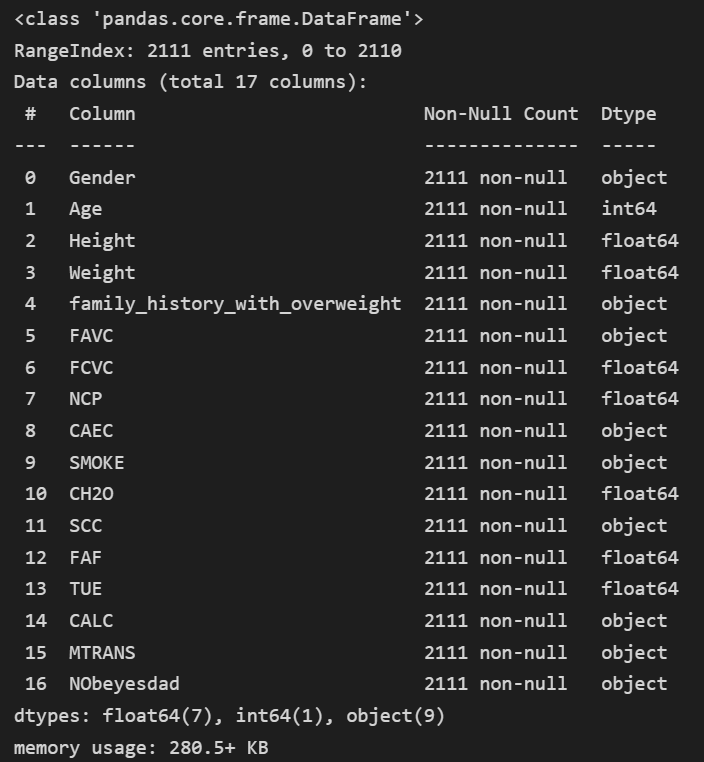 <class 'pandas.core.frame.DataFrame'>
RangeIndex: 2111 entries, 0 to 2110
Data columns (total 17 columns):
 #   Column                          Non-Null Count  Dtype
---  ------                          --------------  -----
 0   Gender                          2111 non-null   object
 1   Age                             2111 non-null   int64
 2   Height                          2111 non-null   float64
 3   Weight                          2111 non-null   float64
 4   family_history_with_overweight  2111 non-null   object
 5   FAVC                            2111 non-null   object
 6   FCVC                            2111 non-null   float64
 7   NCP                             2111 non-null   float64
 8   CAEC                            2111 non-null   object
 9   SMOKE                           2111 non-null   object
 10  CH2O                            2111 non-null   float64
 11  SCC                             2111 non-null   object
 12  FAF                             2111 non-null   float64
 13  TUE                             2111 non-null   float64
 14  CALC                            2111 non-null   object
 15  MTRANS                          2111 non-null   object
 16  NObeyesdad                      2111 non-null   object
dtypes: float64(7), int64(1), object(9)
memory usage: 280.5+ KB